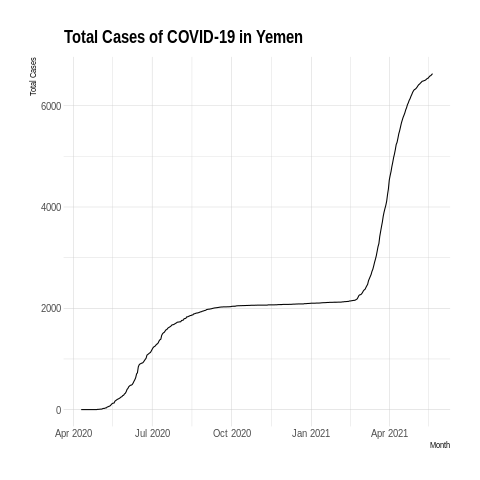 Total Cases of COVID-19 in Yemen
Total Cases
6000
4000
2000
0
Apr 2020 Jul 2020 Oct 2020 Jan 2021 Apr 2021
Month